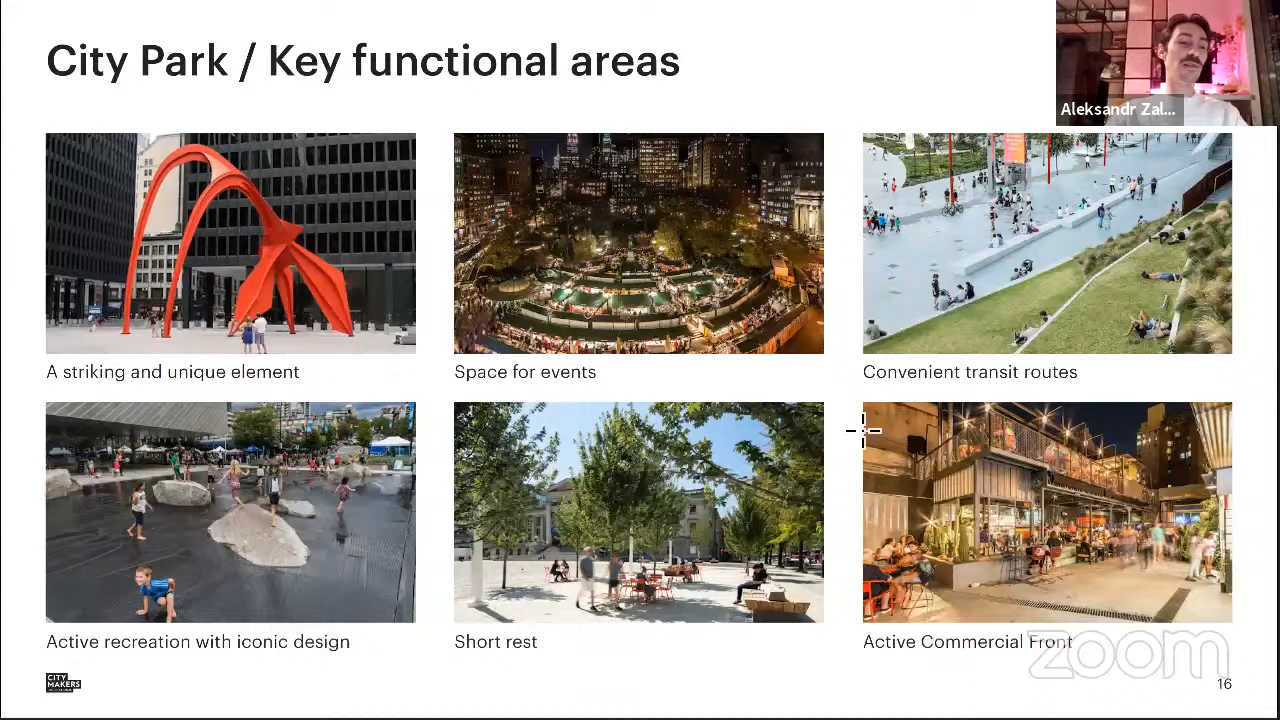 City Park / Key functional areas
Aleksandr Zal...
A striking and unique element
Space for events
Convenient transit routes
Active recreation with iconic design
Short rest
Active Commercial Front
zoom
CITY
MAKERS
16